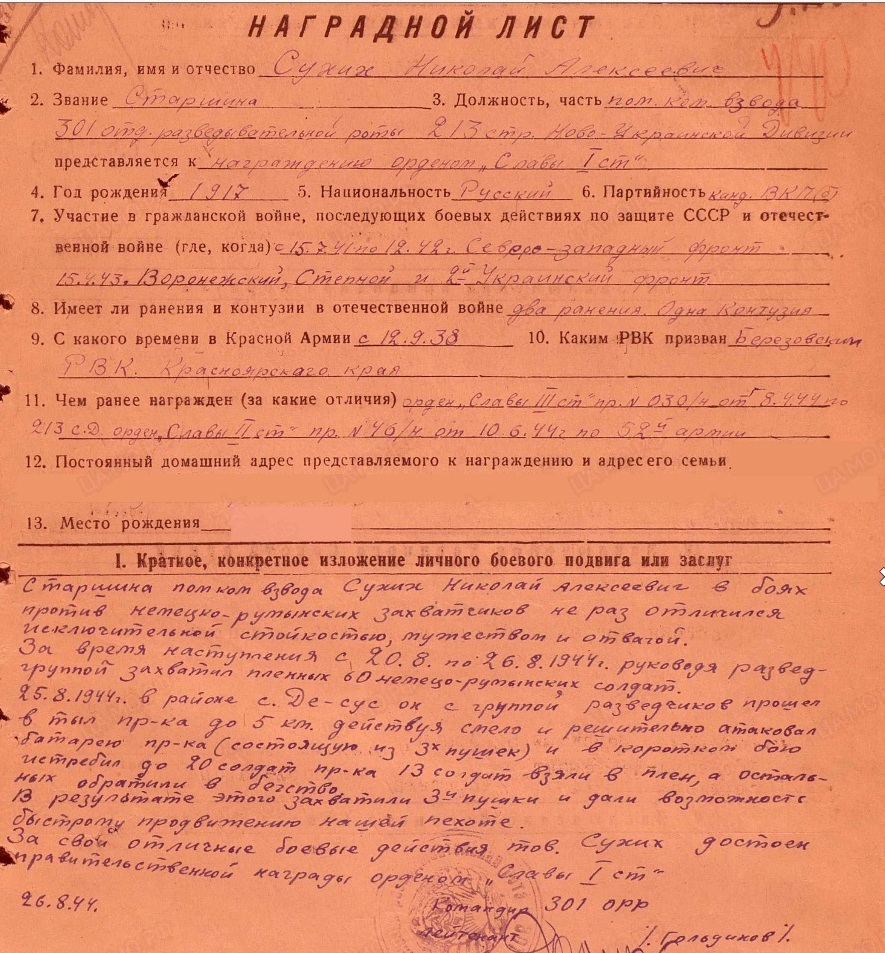 НАГРАДНОЙ ЛИСТ
1. Фамилия, имя и отчество Сухих Николай Алексеевич
2. Звание Старшина 3. Должность, часть пом. ком. взвода
301 отд. разведывательной роты 213 стр. Ново-Украинской Дивизии
представляется к награждению орденом „Славы I ст“
4. Год рождения 1917 5. Национальность Русский 6. Партийность канд. ВКП(б)
7. Участие в гражданской войне, последующих боевых действиях по защите СССР и отечест-
венной войне (где, когда) с 15.7.41 по 12.42г. Северо-западный фронт
15.4.43. Воронежский, Степной и 2й Украинский фронт
8. Имеет ли ранения и контузии в отечественной войне два ранения. Одна Контузия
9. С какого времени в Красной Армии с 12.9.38 10. Каким РВК призван Березовским
РВК. Красноярского края
11. Чем ранее награжден (за какие отличия) орден „Славы III ст“ пр. N 030/н от 8.4.44 по
213 с.д. орден „Славы II ст“ пр. N 46/н от 10.6.44г по 52й армии
12. Постоянный домашний адрес представляемого к награждению и адрес его семьи
13. Место рождения
I. Краткое, конкретное изложение личного боевого подвига или заслуг
Старшина пом ком взвода Сухих Николай Алексеевич в боях
против немецко-румынских захватчиков не раз отличился
исключительной стойкостью, мужеством и отвагой.
За время наступления с 20.8. по 26.8.1944г. руководя развед-
группой захватил пленных 60 немецо-румынских солдат.
25.8.1944г. в районе с. Де-сус он с группой разведчиков прошел
в тыл пр-ка до 5 км. действуя смело и решительно атаковал
батарею пр-ка (состоящую из 3х пушек) и в коротком бою
истребил до 20 солдат пр-ка 13 солдат взяли в плен, а осталь-
ных обратили в бегство.
В результате этого захватили 3и пушки и дали возможность
быстрому продвижению нашей пехоте.
За свои отличные боевые действия тов. Сухих достоен
правительственной награды орденом „Славы I ст“
26.8.44. Командир 301 орр
лейтенант